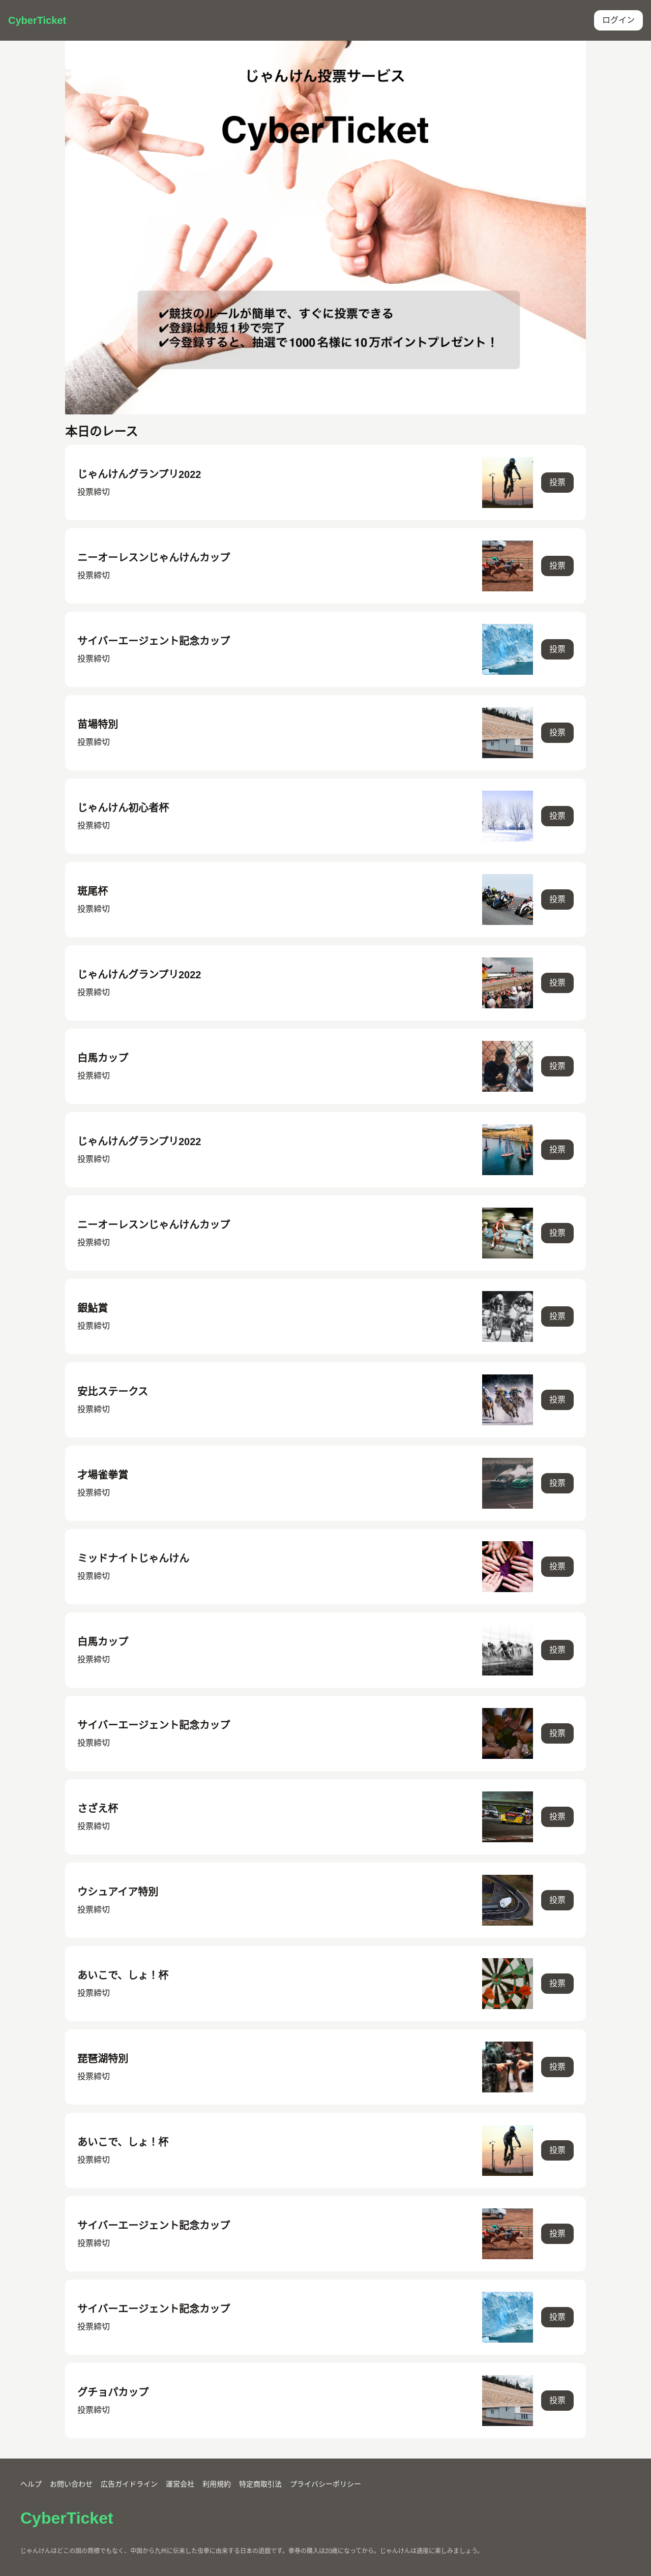 CyberTicket
ログイン
じゃんけん投票サービス
CyberTicket
✔競技のルールが簡単で、すぐに投票できる
✔登録は最短1秒で完了
✔今登録すると、抽選で1000名様に10万ポイントプレゼント！
本日のレース
じゃんけんグランプリ2022
投票締切
投票
ニーオーレスンじゃんけんカップ
投票締切
投票
サイバーエージェント記念カップ
投票締切
投票
苗場特別
投票締切
投票
じゃんけん初心者杯
投票締切
投票
斑尾杯
投票締切
投票
じゃんけんグランプリ2022
投票締切
投票
白馬カップ
投票締切
投票
じゃんけんグランプリ2022
投票締切
投票
ニーオーレスンじゃんけんカップ
投票締切
投票
銀鮎賞
投票締切
投票
安比ステークス
投票締切
投票
才場雀拳賞
投票締切
投票
ミッドナイトじゃんけん
投票締切
投票
白馬カップ
投票締切
投票
サイバーエージェント記念カップ
投票締切
投票
さざえ杯
投票締切
投票
ウシュアイア特別
投票締切
投票
あいこで、しょ！杯
投票締切
投票
琵琶湖特別
投票締切
投票
あいこで、しょ！杯
投票締切
投票
サイバーエージェント記念カップ
投票締切
投票
サイバーエージェント記念カップ
投票締切
投票
グチョパカップ
投票締切
投票
ヘルプ お問い合わせ 広告ガイドライン 運営会社 利用規約 特定商取引法 プライバシーポリシー
CyberTicket
じゃんけんはどこの国の商標でもなく、中国から九州に伝来した虫拳に由来する日本の遊戯です。拳券の購入は20歳になってから。じゃんけんは適度に楽しみましょう。